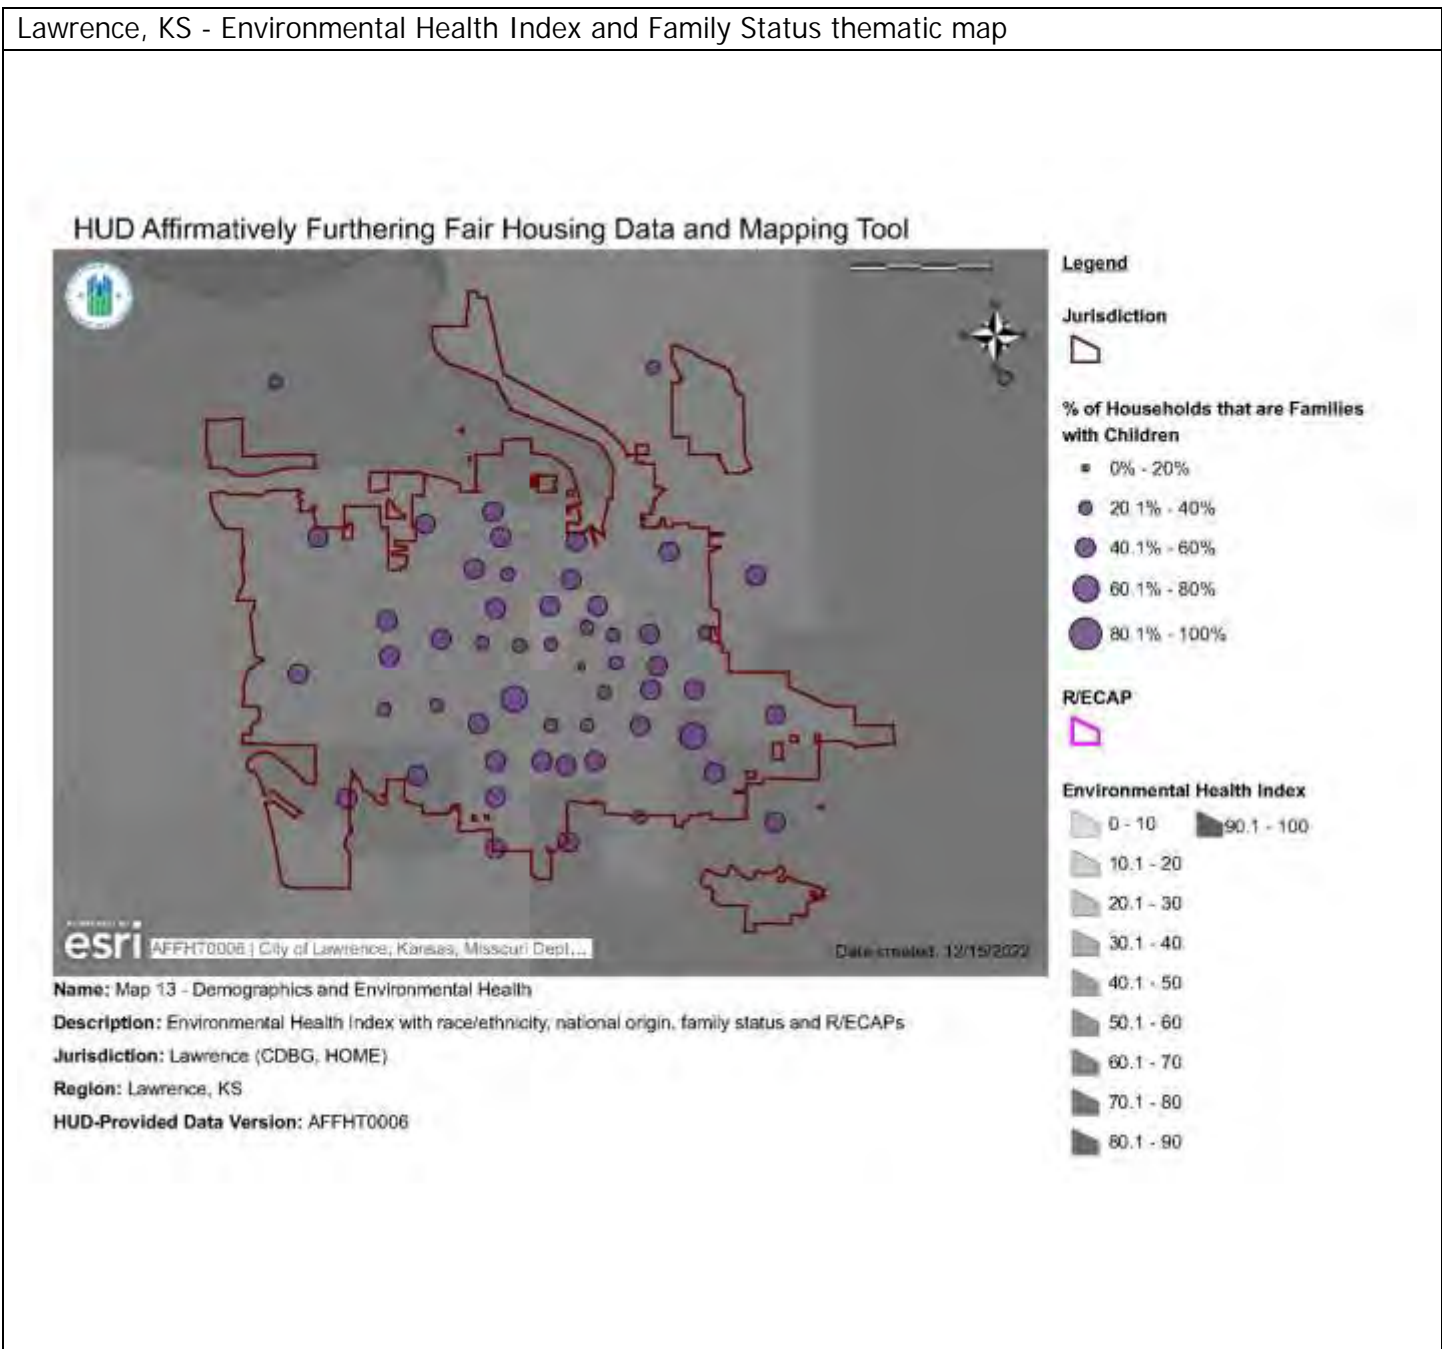 Lawrence, KS - Environmental Health Index and Family Status thematic map
HUD Affirmatively Furthering Fair Housing Data and Mapping Tool
Legend
Jurisdiction
% of Households that are Families
with Children
0% - 20%
20.1% - 40%
40.1% - 60%
60.1% - 80%
80.1% - 100%
R/ECAP
Environmental Health Index
0 - 10
90.1 - 100
10.1 - 20
20.1 - 30
30.1 - 40
40.1 - 50
50.1 - 60
60.1 - 70
70.1 - 80
80.1 - 90
esri
AFFHT0006 | City of Lawrence, Kansas, Missouri Dept....
Date created: 12/15/2022
Name: Map 13 - Demographics and Environmental Health
Description: Environmental Health Index with race/ethnicity, national origin, family status and R/ECAPs
Jurisdiction: Lawrence (CDBG, HOME)
Region: Lawrence, KS
HUD-Provided Data Version: AFFHT0006